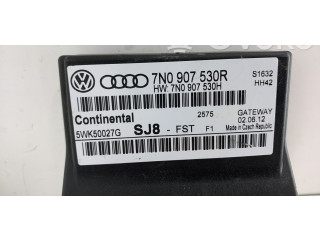 7N0 907 530R
HW: 7N0 907 530H
S1632
HH42
Continental
5WK50027G
2575
SJ8 - FST F1
GATEWAY
02.06.12
Made in Czech Republic